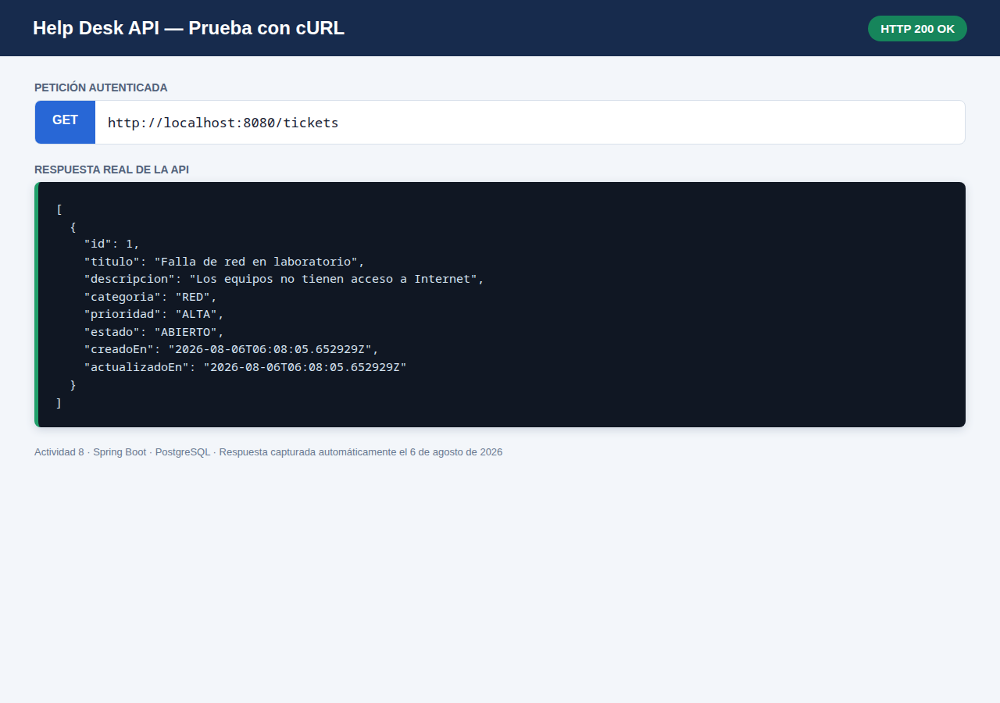 Help Desk API — Prueba con cURL
HTTP 200 OK
PETICIÓN AUTENTICADA
GET
http://localhost:8080/tickets
RESPUESTA REAL DE LA API
[
  {
    "id": 1,
    "titulo": "Falla de red en laboratorio",
    "descripcion": "Los equipos no tienen acceso a Internet",
    "categoria": "RED",
    "prioridad": "ALTA",
    "estado": "ABIERTO",
    "creadoEn": "2026-08-06T06:08:05.652929Z",
    "actualizadoEn": "2026-08-06T06:08:05.652929Z"
  }
]
Actividad 8 · Spring Boot · PostgreSQL · Respuesta capturada automáticamente el 6 de agosto de 2026